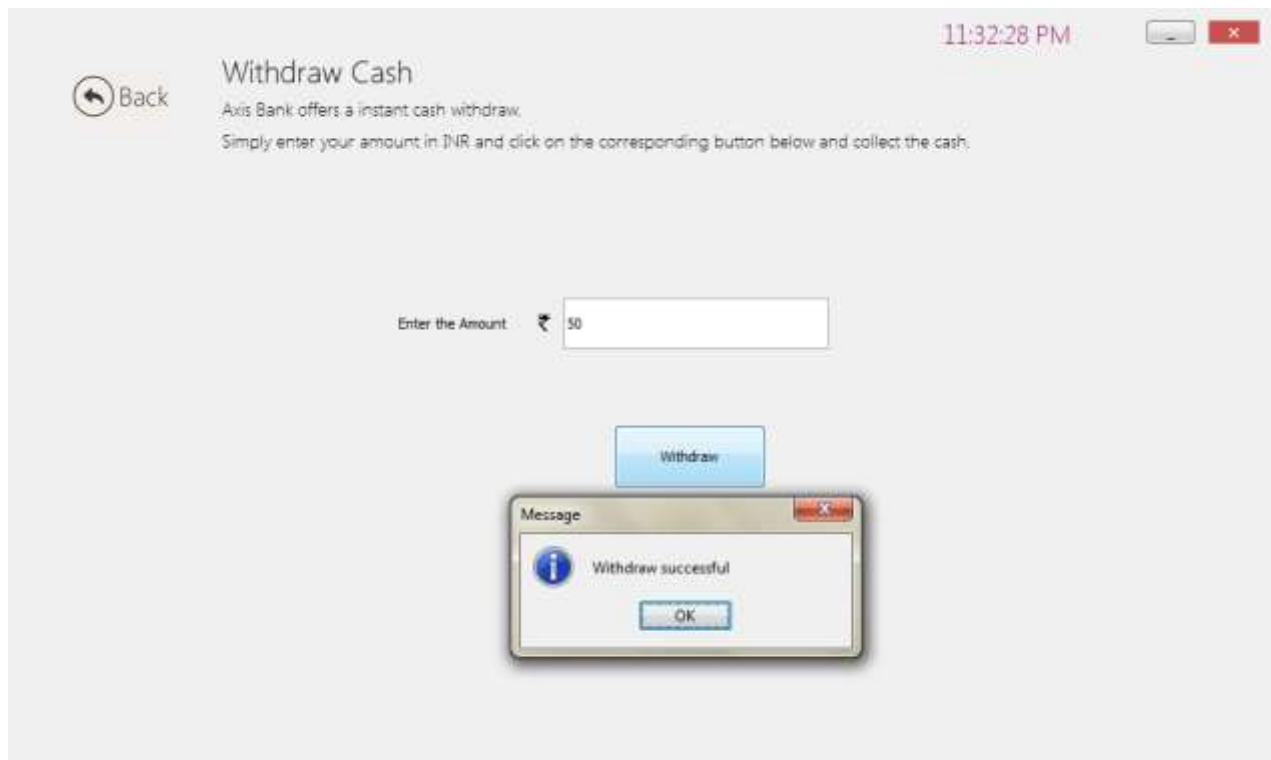 11:32:28 PM
Back
Withdraw Cash
Axis Bank offers a instant cash withdraw.
Simply enter your amount in INR and click on the corresponding button below and collect the cash.
Enter the Amount ₹ 50
Withdraw
Message
Withdraw successful
OK